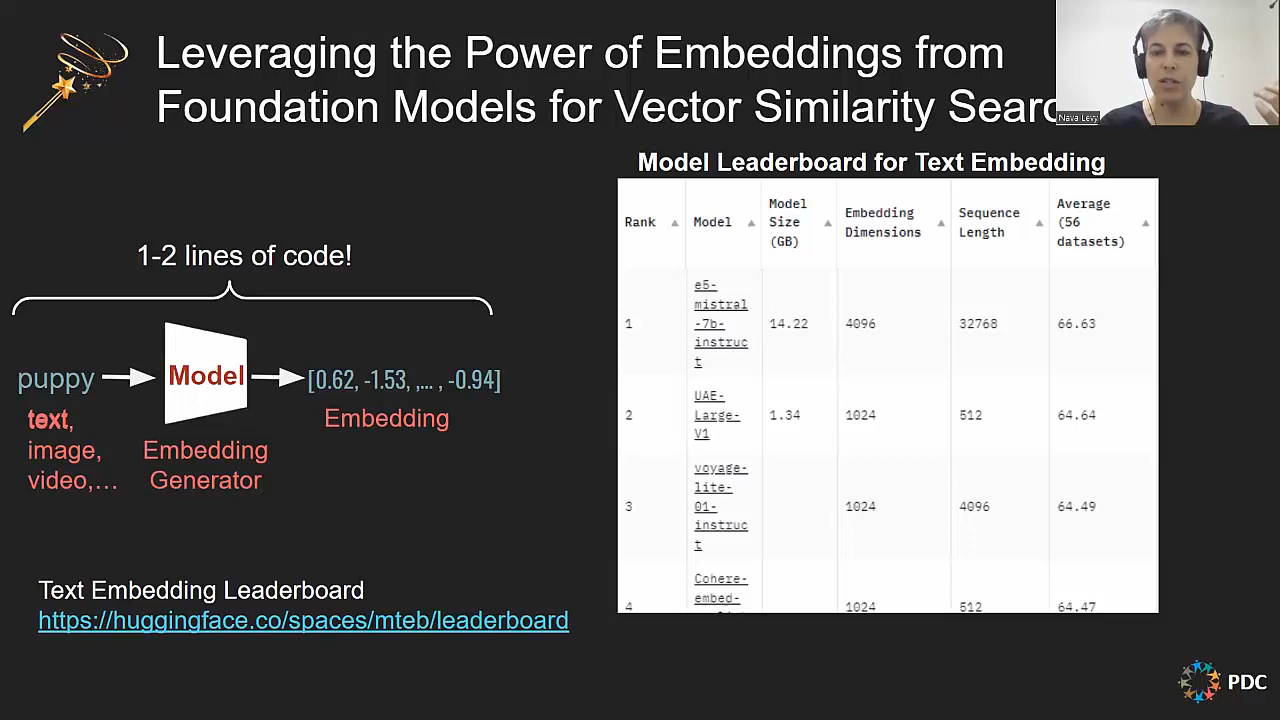 Leveraging the Power of Embeddings from
Foundation Models for Vector Similarity Searc
Nava Levy
Model Leaderboard for Text Embedding
Rank
Model
Model Size (GB)
Embedding Dimensions
Sequence Length
Average (56 datasets)
1
e5-
mistral
-7b-
instruc
t
14.22
4096
32768
66.63
2
UAE-
Large-
V1
1.34
1024
512
64.64
3
voyage-
lite-
01-
instruc
t
1024
4096
64.49
4
Cohere-
embed-
1024
512
64.47
1-2 lines of code!
puppy
Model
[0.62, -1.53, ,... , -0.94]
text,
image,
video,…
Embedding
Generator
Embedding
Text Embedding Leaderboard
https://huggingface.co/spaces/mteb/leaderboard
PDC